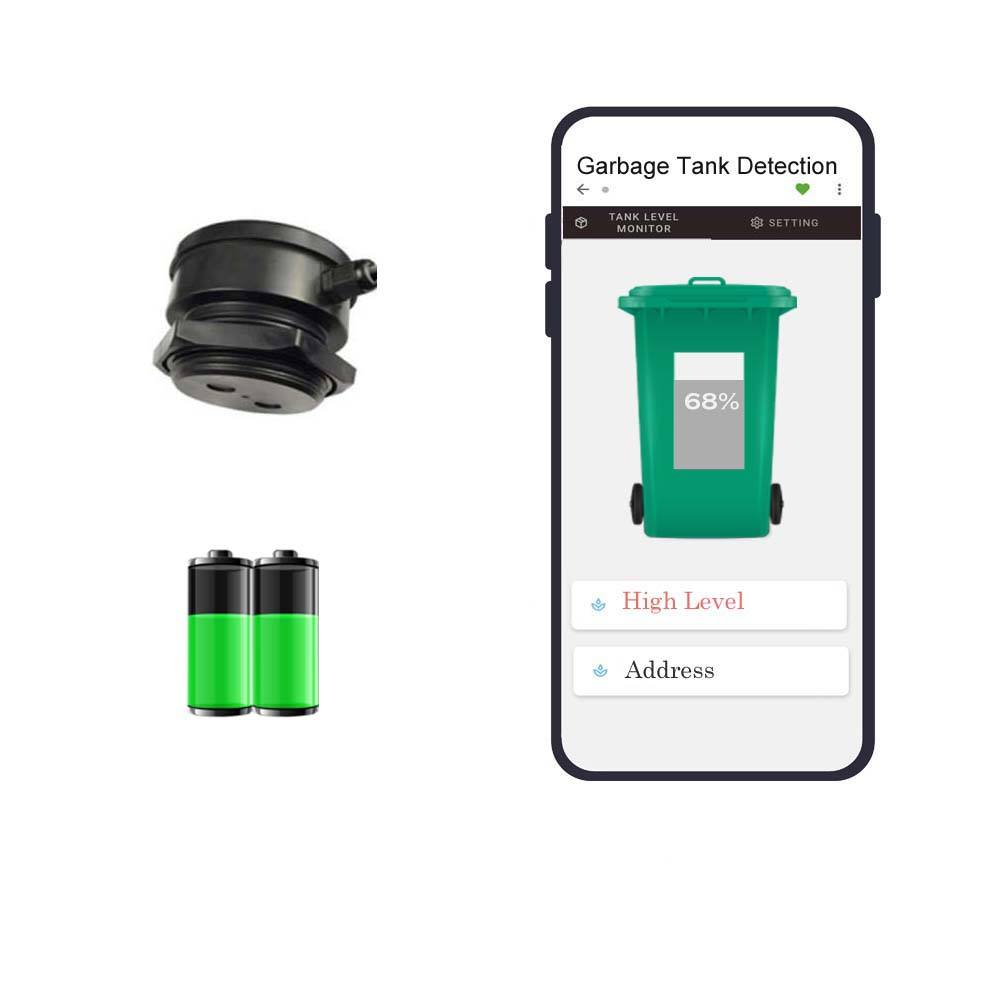 Garbage Tank Detection
TANK LEVEL
MONITOR
SETTING
68%
High Level
Address